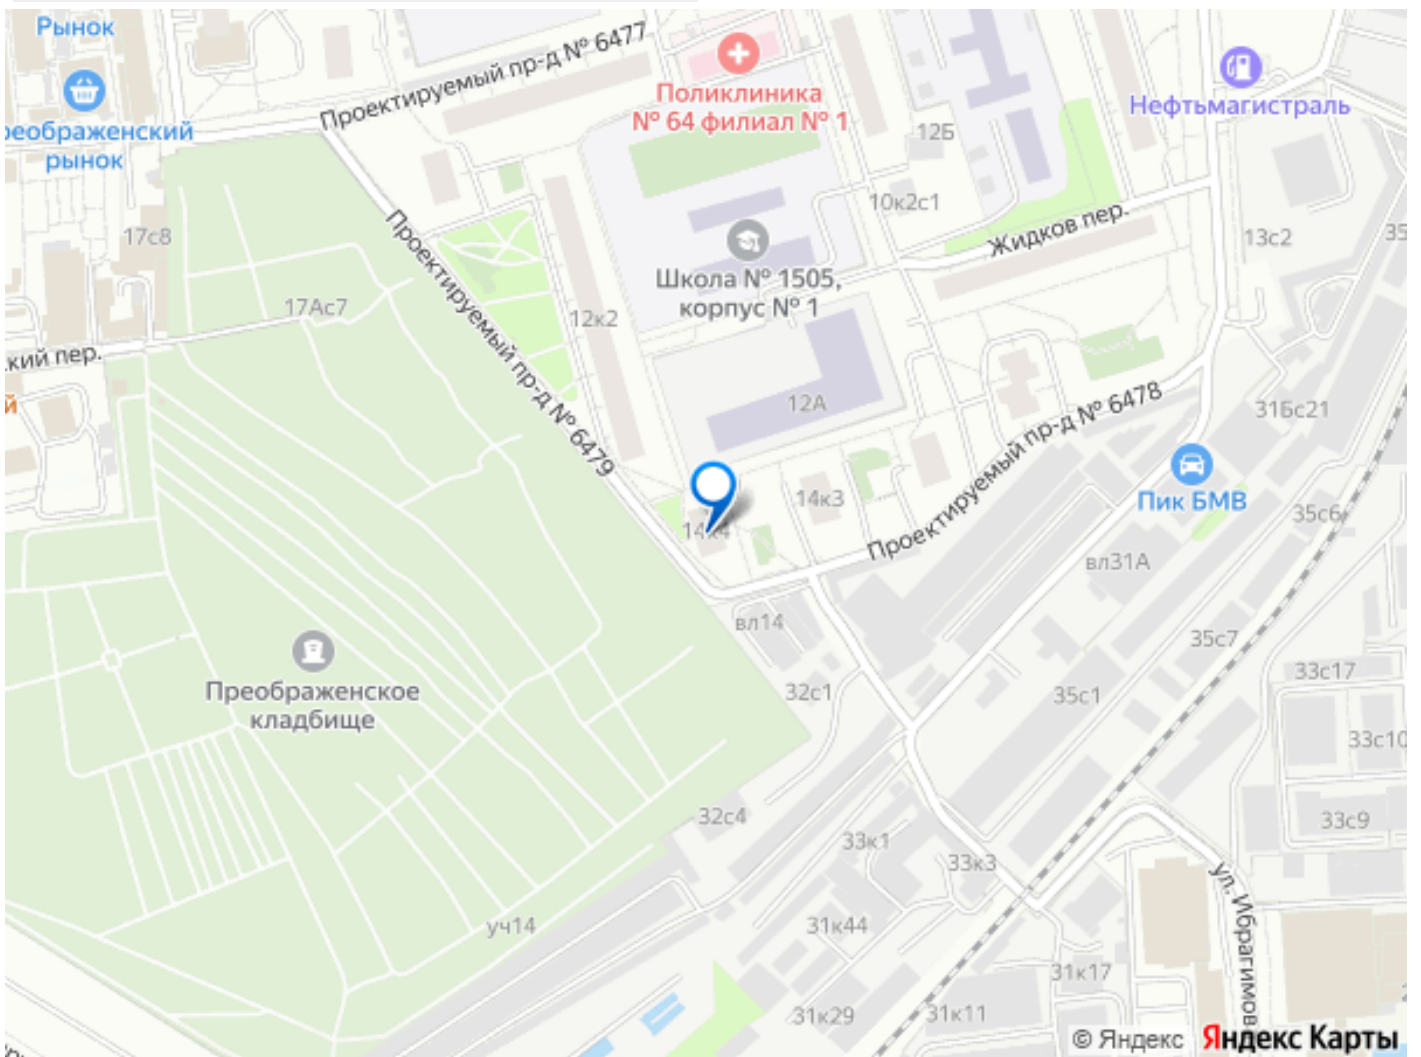 Рынок
Проектируемый пр-д № 6477
Поликлиника
№ 64 филиал № 1
Нефтьмагистраль
реображенский
рынок
12Б
10к2с1
Жидков пер.
17с8
13с2
35
Проектируемый пр-д № 6479
Школа № 1505,
корпус № 1
17Ас7
12к2
ский пер.
й
12А
Проектируемый пр-д № 6478
31Бс21
Пик БМВ
14к3
14к4
35с6
вл31А
вл14
35с7
Преображенское
кладбище
32с1
35с1
33с17
33с10
32с4
33к1
33с9
33к3
ул. Ибрагимов
уч14
31к44
31к17
31к29
31к11
© Яндекс
Яндекс Карты